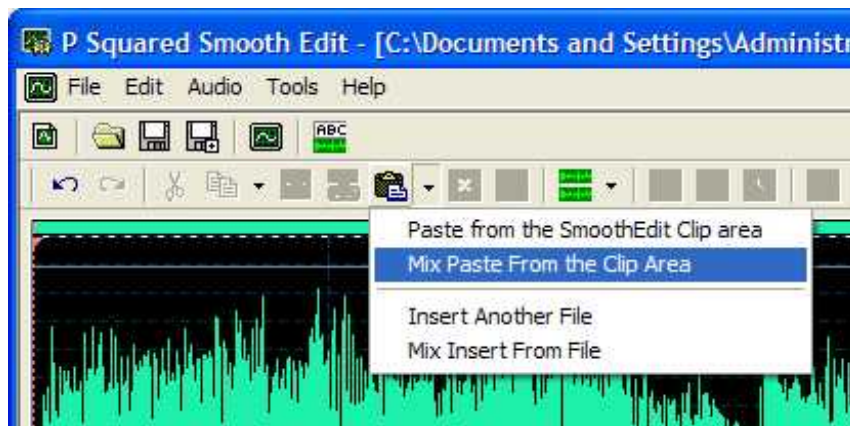 P Squared Smooth Edit - [C:\Documents and Settings\Administr
File Edit Audio Tools Help
ABC
Paste from the SmoothEdit Clip area
Mix Paste From the Clip Area
Insert Another File
Mix Insert From File